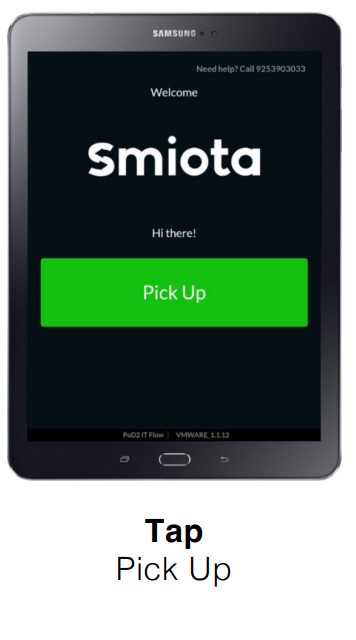 SAMSUNG
Need help? Call 9253903033
Welcome
smiota
Hi there!
Pick Up
PoD2 IT Flow | VMWARE_1.1.12
Tap
Pick Up